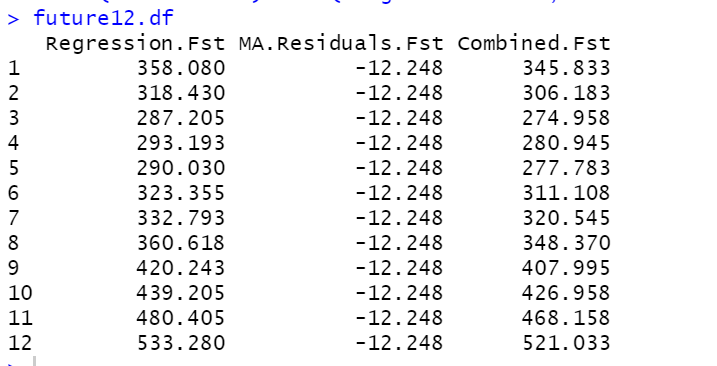 > future12.df
Regression.Fst MA.Residuals.Fst Combined.Fst
1 358.080 -12.248 345.833
2 318.430 -12.248 306.183
3 287.205 -12.248 274.958
4 293.193 -12.248 280.945
5 290.030 -12.248 277.783
6 323.355 -12.248 311.108
7 332.793 -12.248 320.545
8 360.618 -12.248 348.370
9 420.243 -12.248 407.995
10 439.205 -12.248 426.958
11 480.405 -12.248 468.158
12 533.280 -12.248 521.033